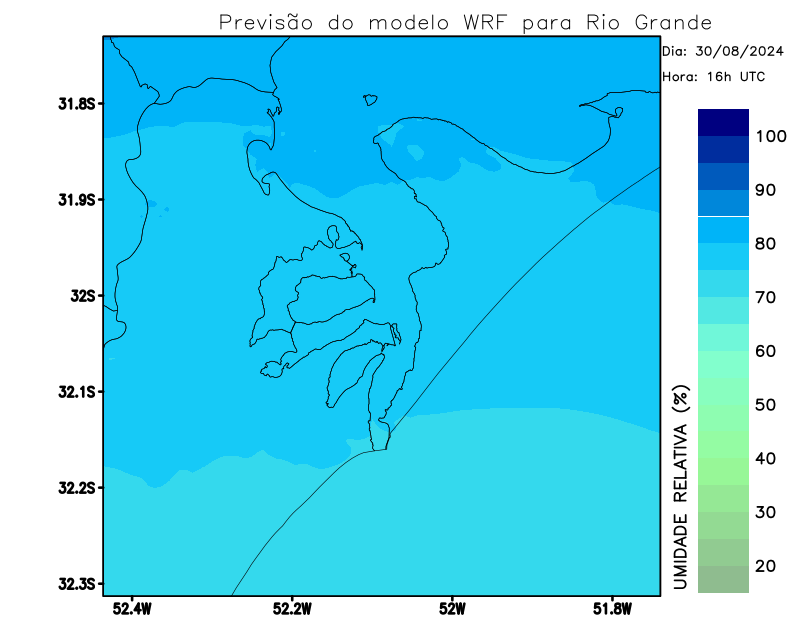 Previsão do modelo WRF para Rio Grande
Dia: 30/08/2024
Hora: 16h UTC
31.8S
31.9S
32S
32.1S
32.2S
32.3S
52.4W
52.2W
52W
51.8W
100
90
80
70
60
50
40
30
20
UMIDADE RELATIVA (%)